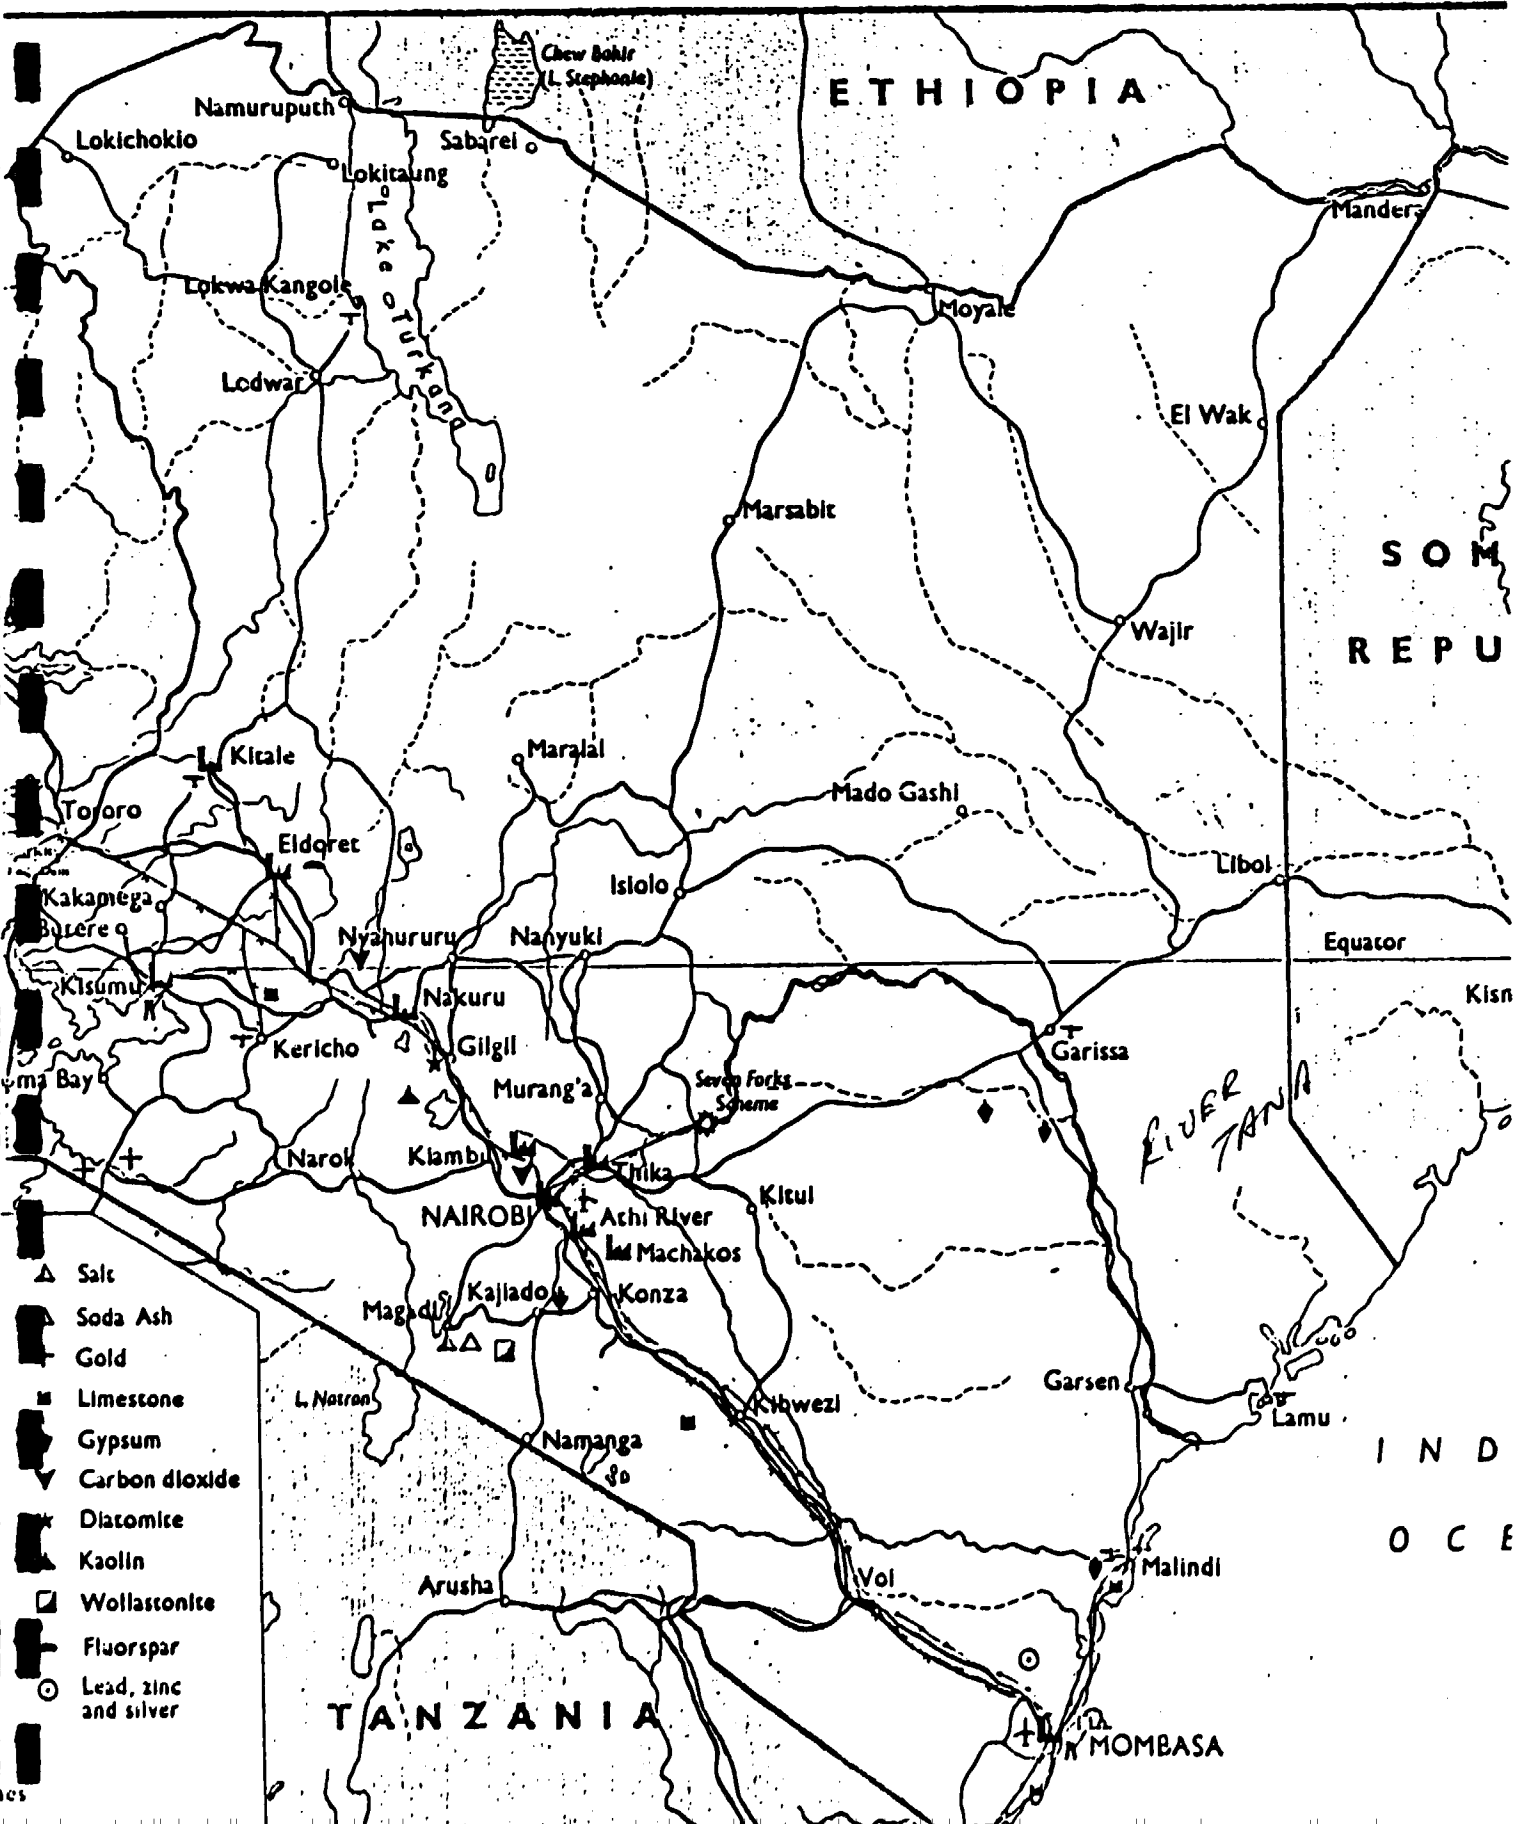 Chew Bahir
(L. Stephanie)
ETHIOPIA
Namuruputh
Lokichokio
Sabarei
Lokitaung
Lake Turkana
Mandera
Lokwa Kangole
Moyale
Lodwar
El Wak
Marsabit
SOM
Wajir
REPU
Kitale
Maralal
Mado Gashi
Tororo
Eldoret
Libol
Isiolo
Kakamega
Butere
Nyahururu
Nanyuki
Equator
Kisumu
Nakuru
Kisn
Kericho
Gilgil
Garissa
ma Bay
Murang'a
Seven Forks
Scheme
RIVER
TANA
Narok
Kiambu
Thika
Kitui
NAIROBI
Athi River
Machakos
Salt
Kajiado
Konza
Magadi
Soda Ash
Gold
Garsen
L. Natron
Limestone
Kibwezi
Lamu
Gypsum
Namanga
IND
Carbon dioxide
Diatomite
OCE
Kaolin
Malindi
Arusha
Voi
Wollastonite
Fluorspar
Lead, zinc
and silver
TANZANIA
MOMBASA